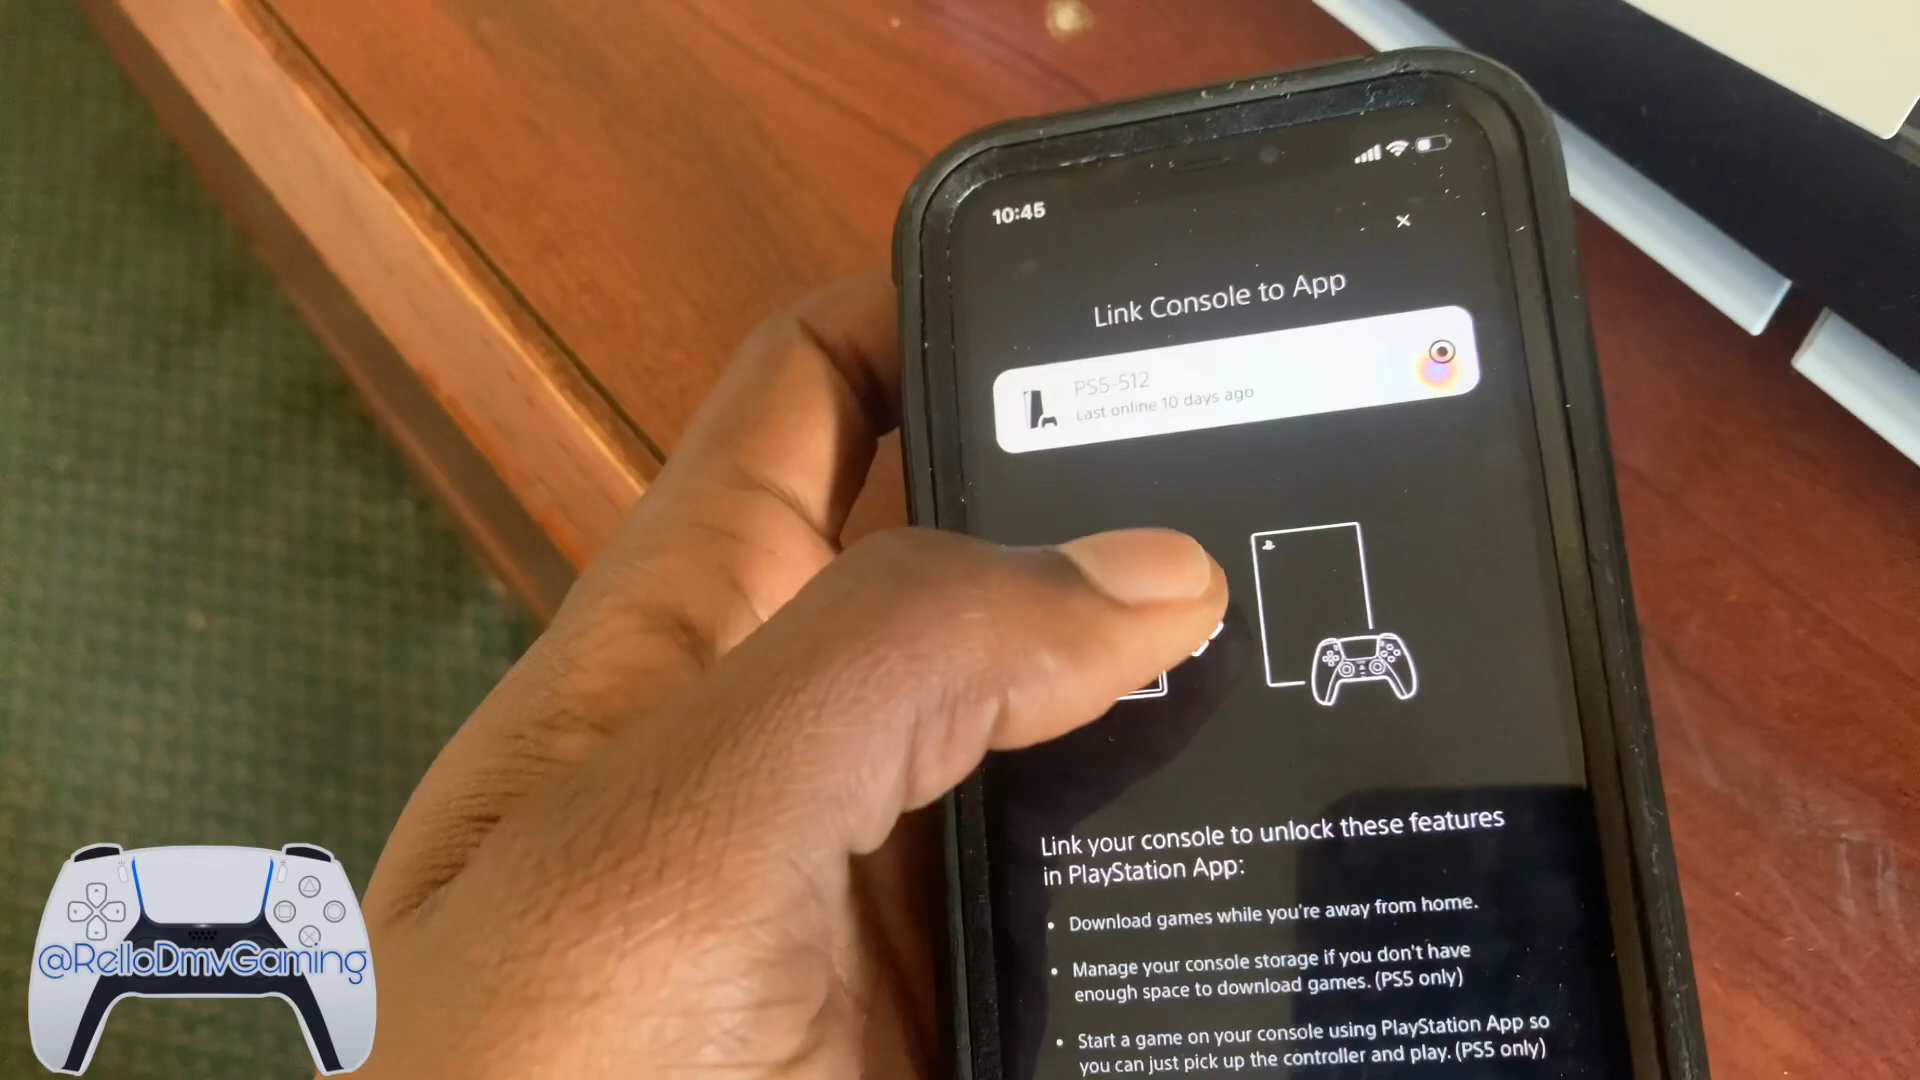 10:45
Link Console to App
PS5-512
Last online 10 days ago
Link your console to unlock these features
in PlayStation App:
• Download games while you're away from home.
• Manage your console storage if you don't have
enough space to download games. (PS5 only)
• Start a game on your console using PlayStation App so
you can just pick up the controller and play. (PS5 only)
@RelloDmvGaming